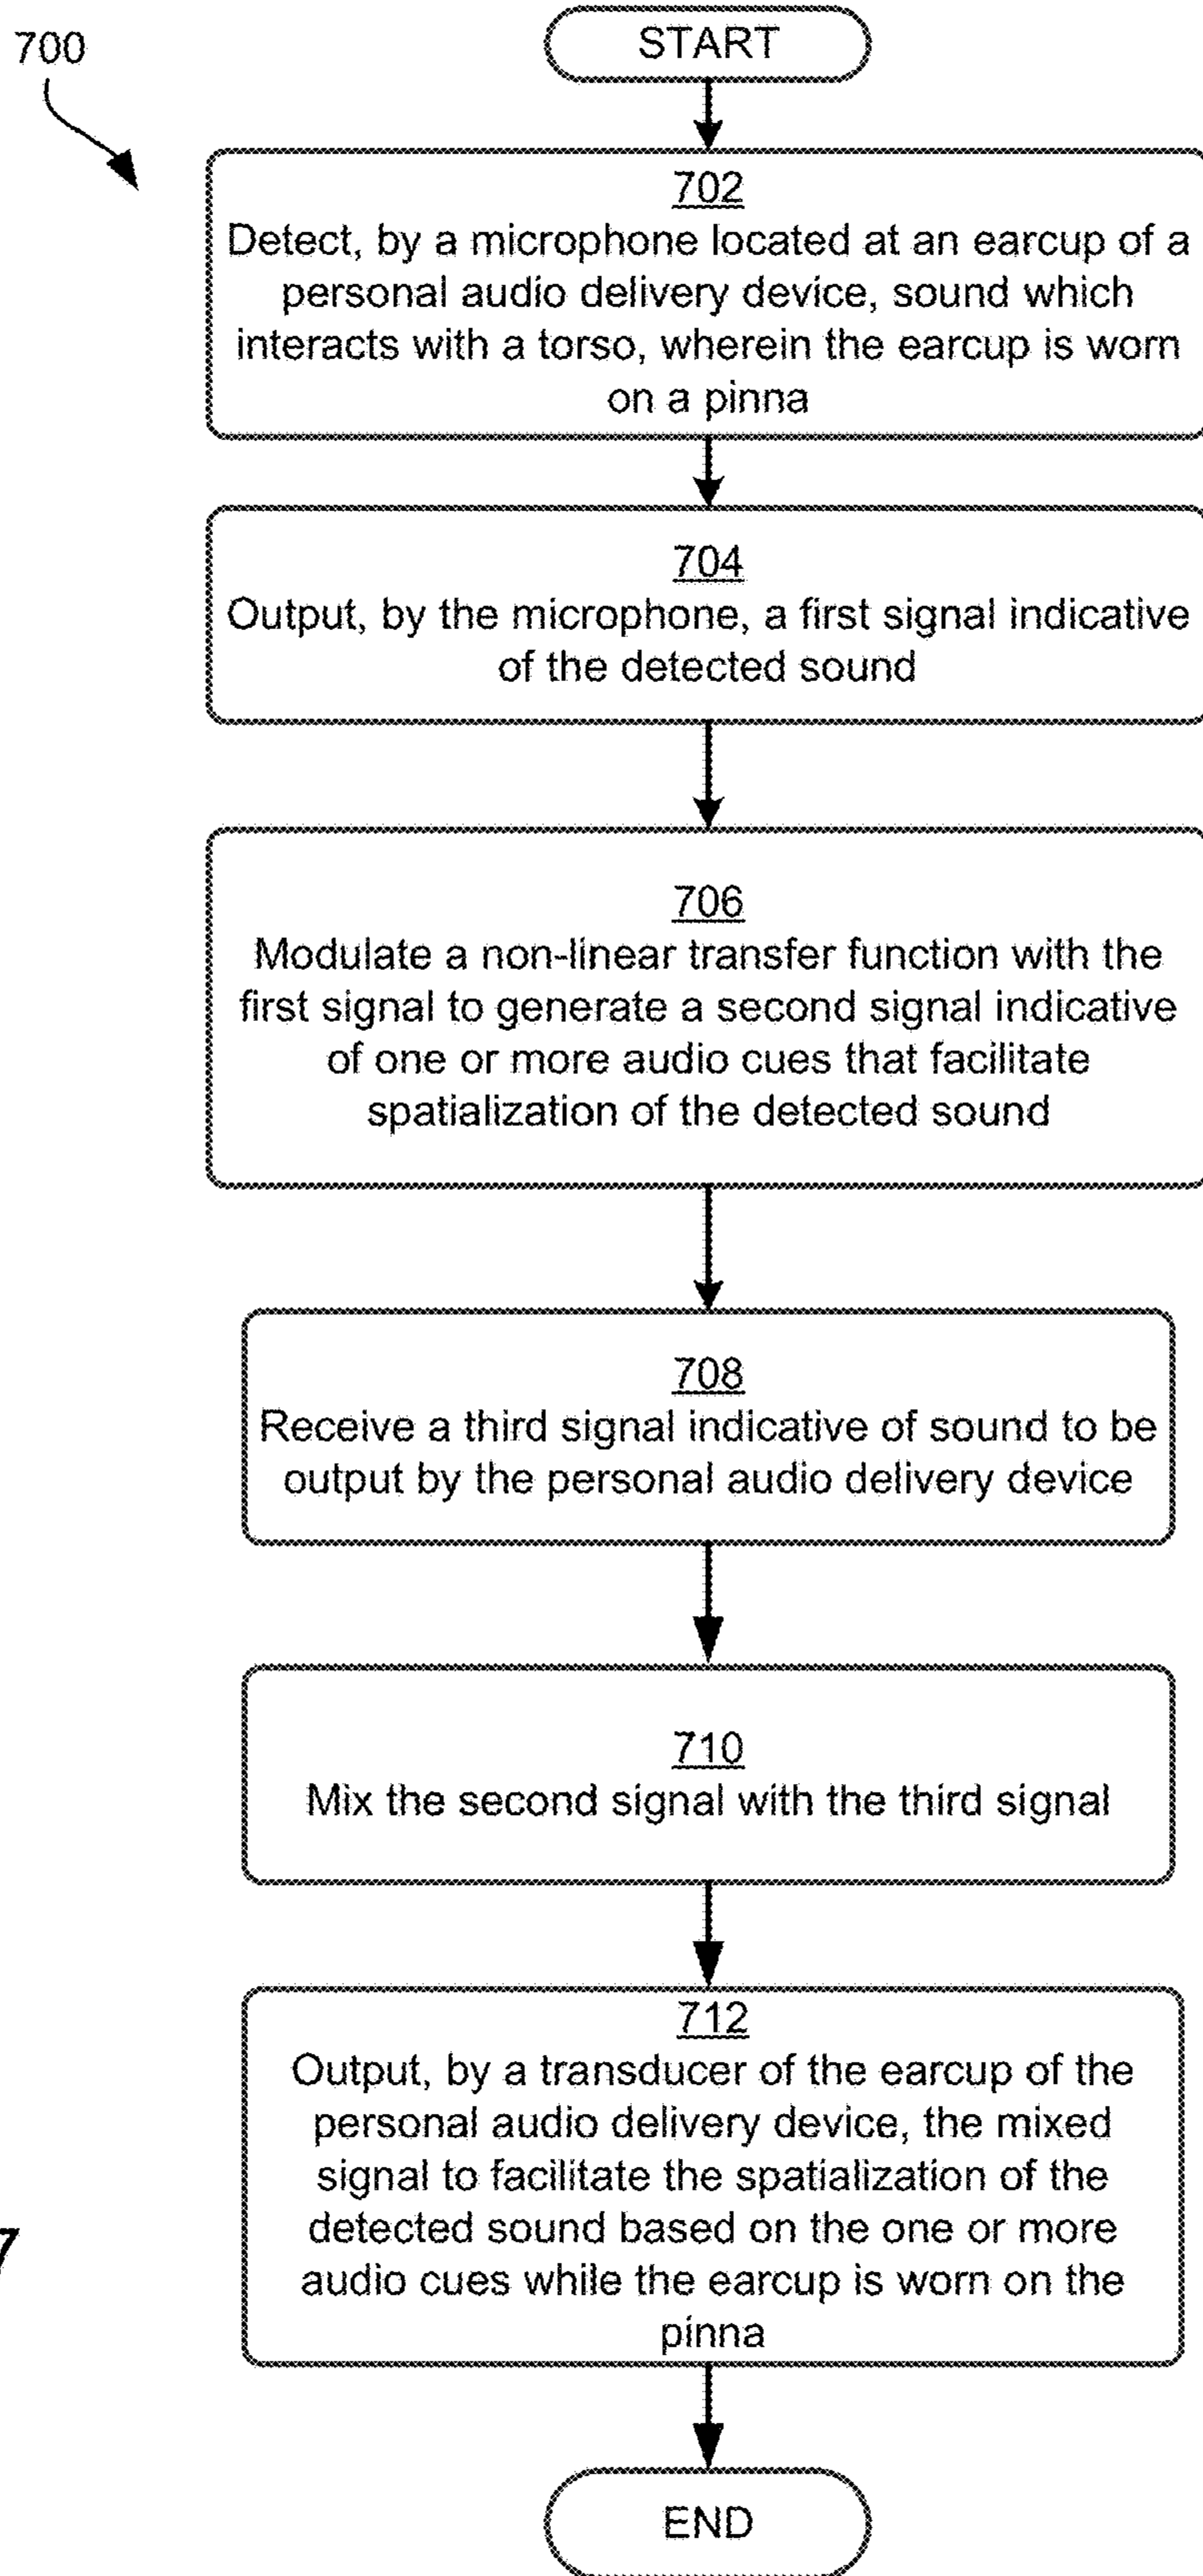 700
START
702
Detect, by a microphone located at an earcup of a
personal audio delivery device, sound which
interacts with a torso, wherein the earcup is worn
on a pinna
704
Output, by the microphone, a first signal indicative
of the detected sound
706
Modulate a non-linear transfer function with the
first signal to generate a second signal indicative
of one or more audio cues that facilitate
spatialization of the detected sound
708
Receive a third signal indicative of sound to be
output by the personal audio delivery device
710
Mix the second signal with the third signal
712
Output, by a transducer of the earcup of the
personal audio delivery device, the mixed
signal to facilitate the spatialization of the
detected sound based on the one or more
audio cues while the earcup is worn on the
pinna
7
END